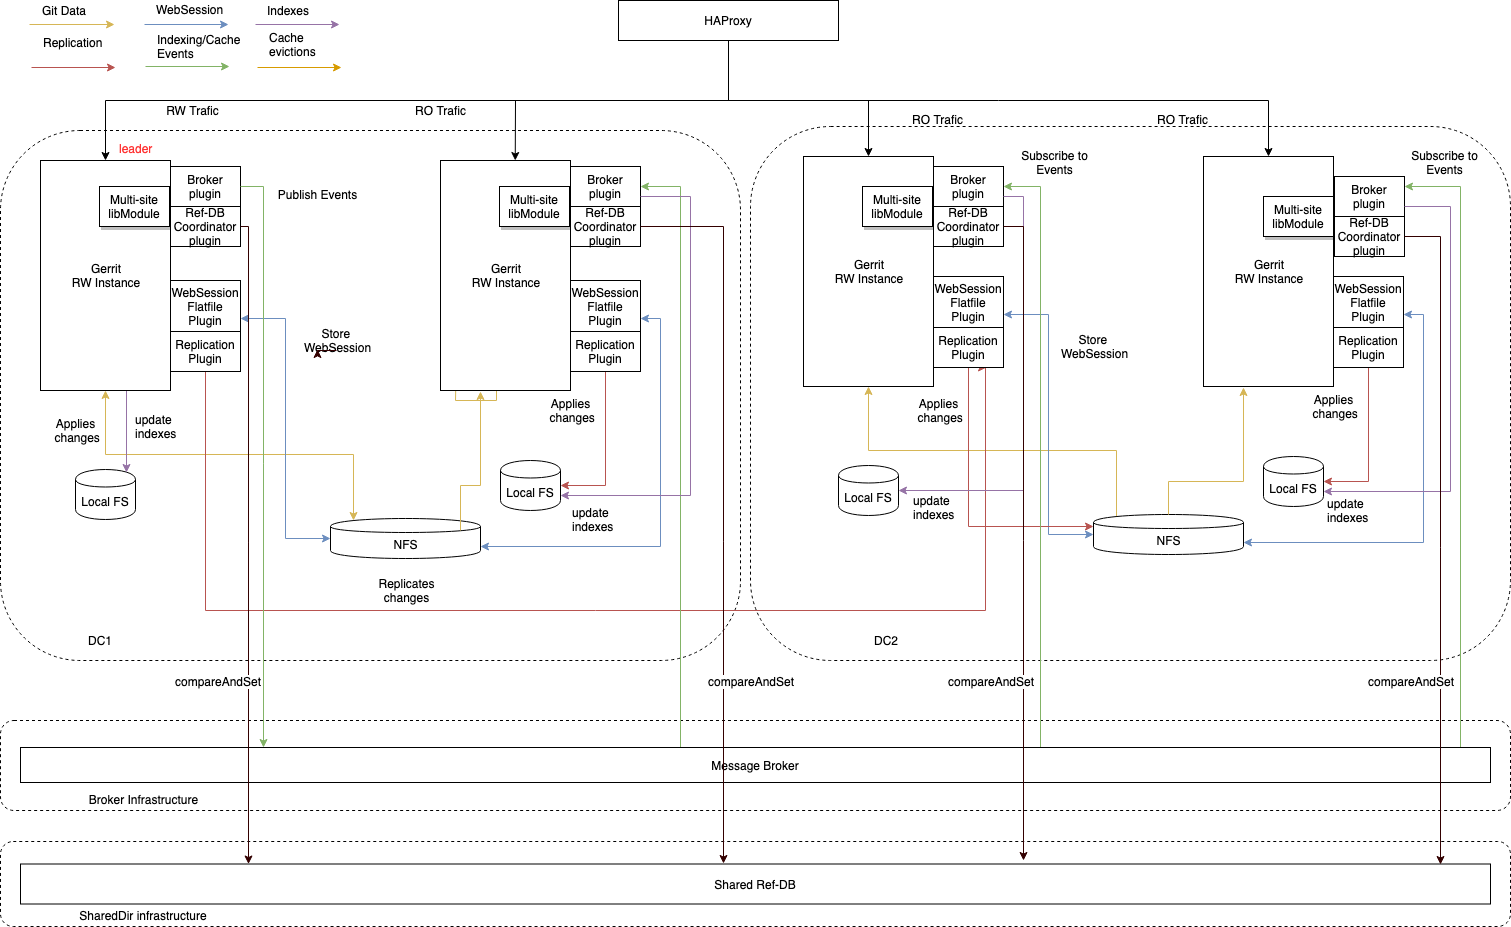 Git Data
WebSession
Indexes
Replication
Indexing/Cache
Events
Cache
evictions
HAProxy
RW Trafic
RO Trafic
RO Trafic
RO Trafic
leader
Multi-site
libModule
Broker
plugin
Ref-DB
Coordinator
plugin
Gerrit
RW Instance
WebSession
Flatfile
Plugin
Replication
Plugin
Publish Events
Store
WebSession
Applies
changes
update
indexes
Local FS
NFS
Multi-site
libModule
Broker
plugin
Ref-DB
Coordinator
plugin
Gerrit
RW Instance
WebSession
Flatfile
Plugin
Replication
Plugin
Applies
changes
Local FS
update
indexes
Replicates
changes
DC1
Multi-site
libModule
Broker
plugin
Ref-DB
Coordinator
plugin
Subscribe to
Events
Gerrit
RW Instance
WebSession
Flatfile
Plugin
Replication
Plugin
Store
WebSession
Applies
changes
Local FS
update
indexes
NFS
Multi-site
libModule
Broker
plugin
Ref-DB
Coordinator
plugin
Subscribe to
Events
Gerrit
RW Instance
WebSession
Flatfile
Plugin
Replication
Plugin
Applies
changes
Local FS
update
indexes
DC2
compareAndSet
compareAndSet
compareAndSet
compareAndSet
Message Broker
Broker Infrastructure
Shared Ref-DB
SharedDir infrastructure